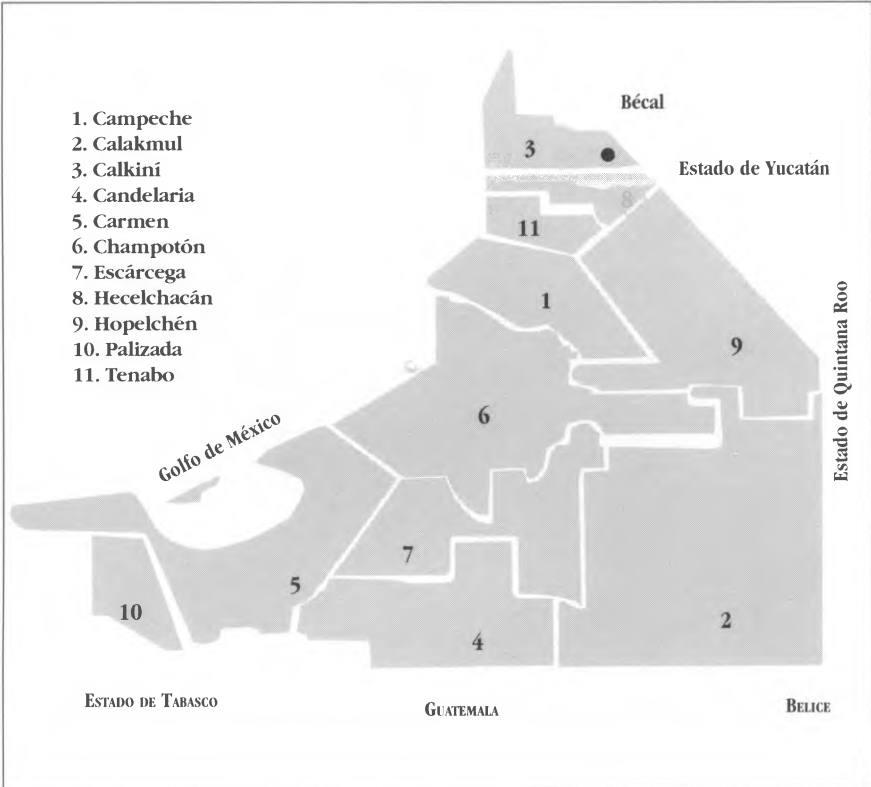 1. Campeche
2. Calakmul
3. Calkiní
4. Candelaria
5. Carmen
6. Champotón
7. Escárcega
8. Hecelchacán
9. Hopelchén
10. Palizada
11. Tenabo
Bécal
3
Estado de Yucatán
8
11
1
9
Estado de Quintana Roo
6
Golfo de México
7
5
10
2
4
ESTADO DE TABASCO
GUATEMALA
BELICE